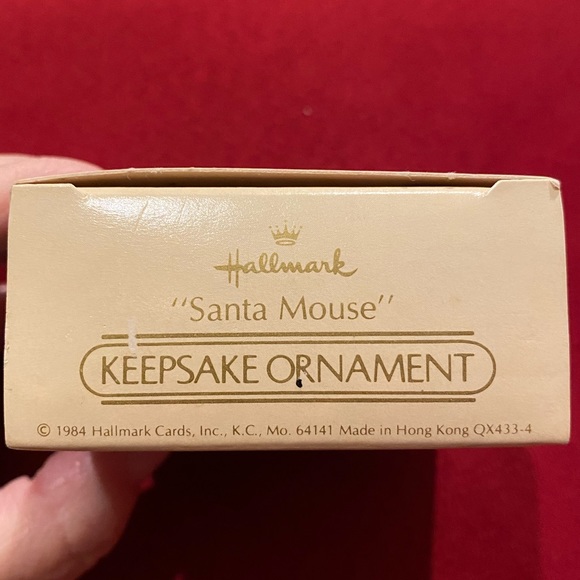 Hallmark
"Santa Mouse"
KEEPSAKE ORNAMENT
© 1984 Hallmark Cards, Inc., K.C., Mo. 64141 Made in Hong Kong QX433-4